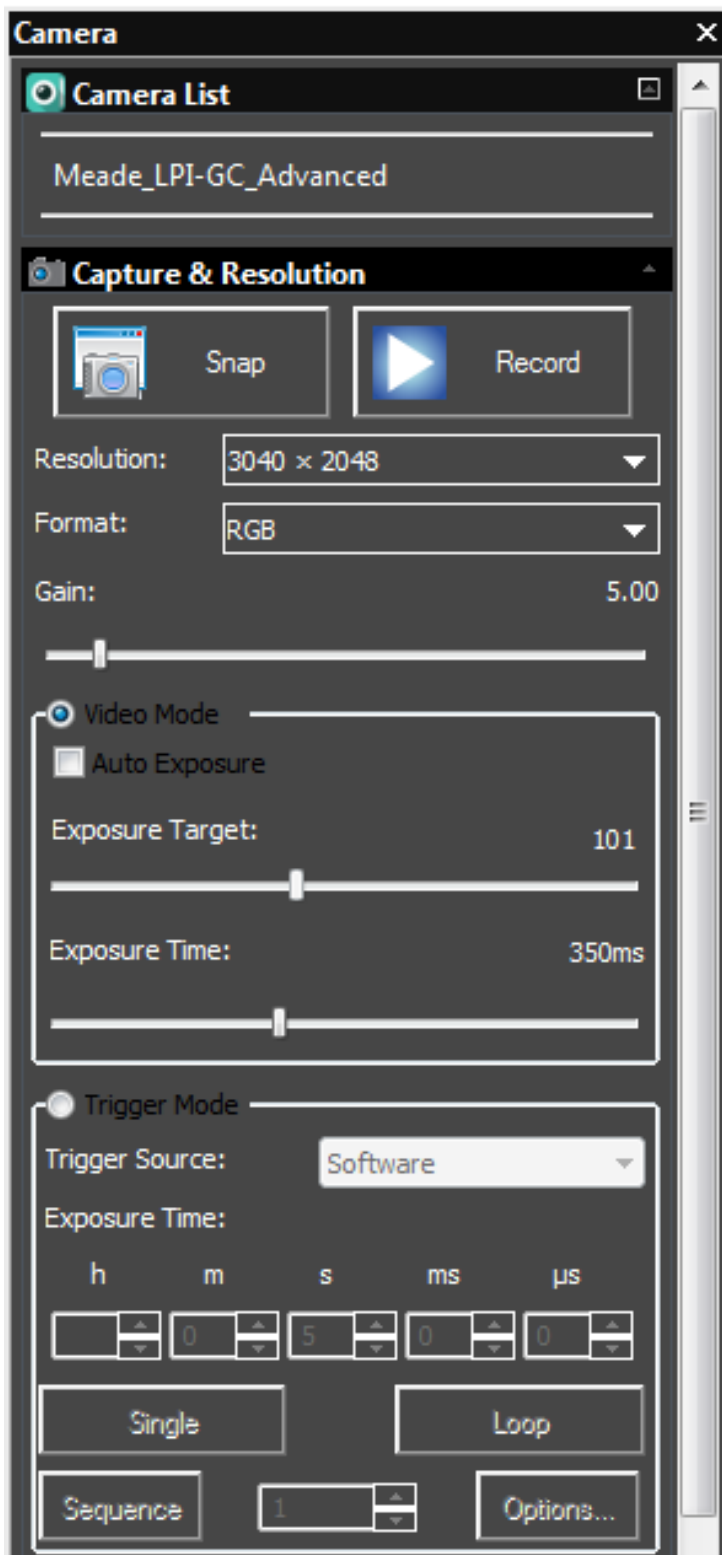 Camera
Camera List
Meade_LPI-GC_Advanced
Capture & Resolution
Snap Record
Resolution: 3040 × 2048
Format: RGB
Gain: 5.00
Video Mode
Auto Exposure
Exposure Target: 101
Exposure Time: 350ms
Trigger Mode
Trigger Source: Software
Exposure Time:
h m s ms µs
0 5 0 0
Single Loop
Sequence 1 Options...